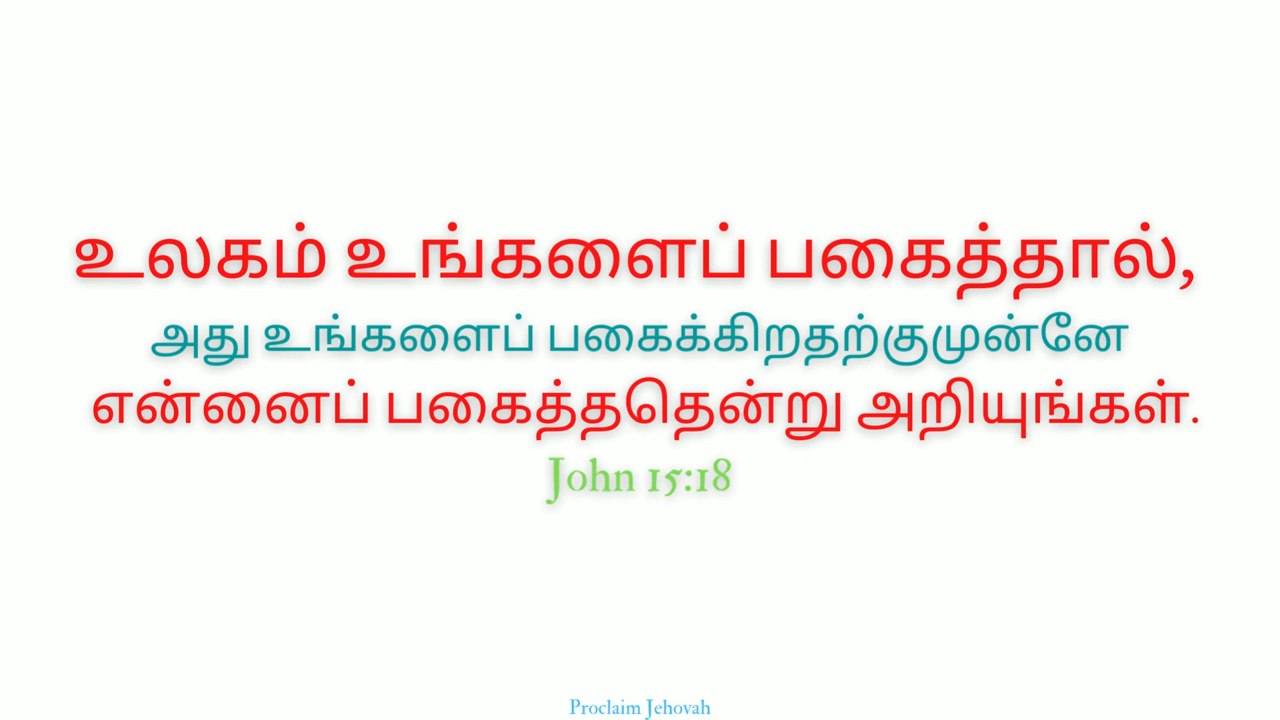 உலகம் உங்களைப் பகைத்தால்,
அது உங்களைப் பகைக்கிறதற்குமுன்னே
என்னைப் பகைத்ததென்று அறியுங்கள்.
John 15:18
Proclaim Jehovah